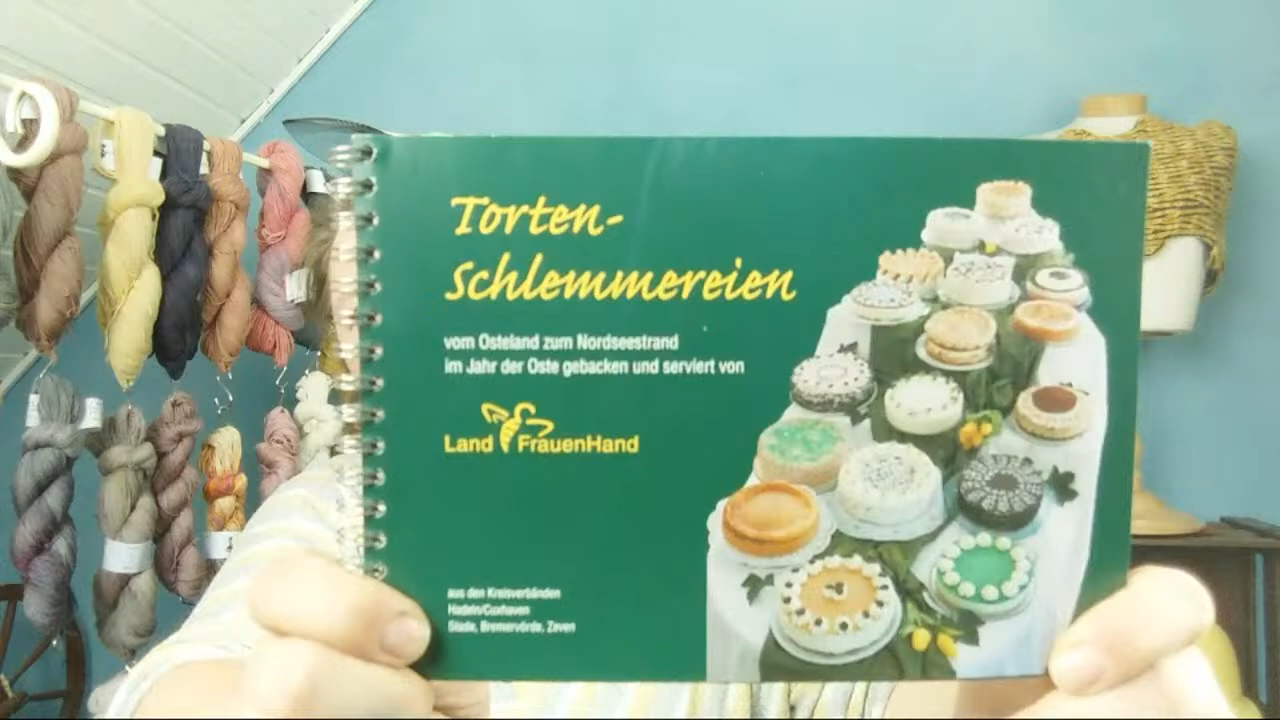 Torten-
Schlemmereien
vom Osteland zum Nordseestrand
im Jahr der Oste gebacken und serviert von
Land FrauenHand
aus den Kreisverbänden
Hadeln/Cuxhaven
Stade, Bremervörde, Zeven